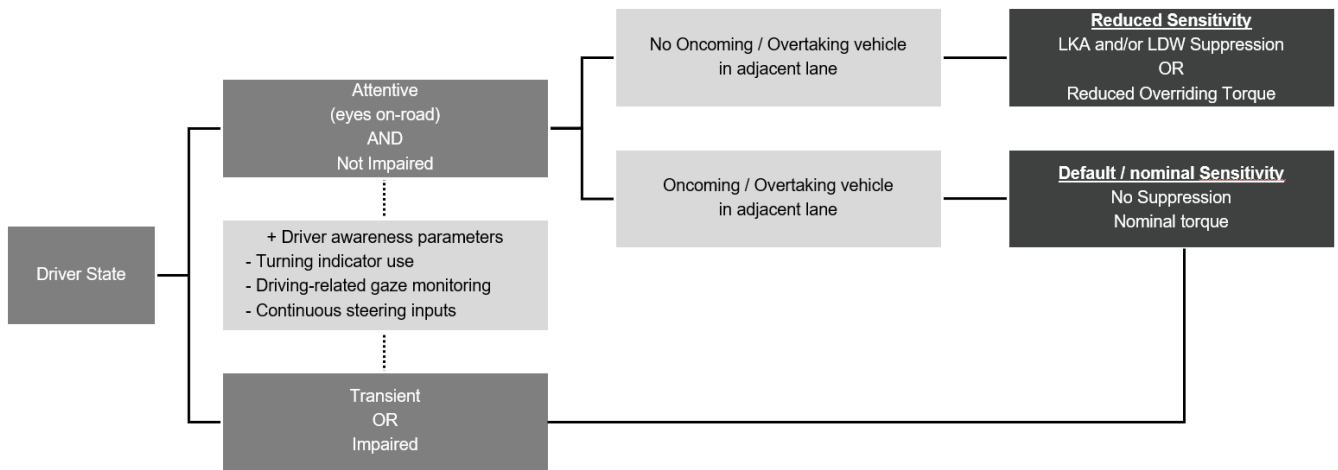 Driver State
Attentive
(eyes on-road)
AND
Not Impaired
+ Driver awareness parameters
- Turning indicator use
- Driving-related gaze monitoring
- Continuous steering inputs
Transient
OR
Impaired
No Oncoming / Overtaking vehicle
in adjacent lane
Oncoming / Overtaking vehicle
in adjacent lane
Reduced Sensitivity
LKA and/or LDW Suppression
OR
Reduced Overriding Torque
Default / nominal Sensitivity
No Suppression
Nominal torque